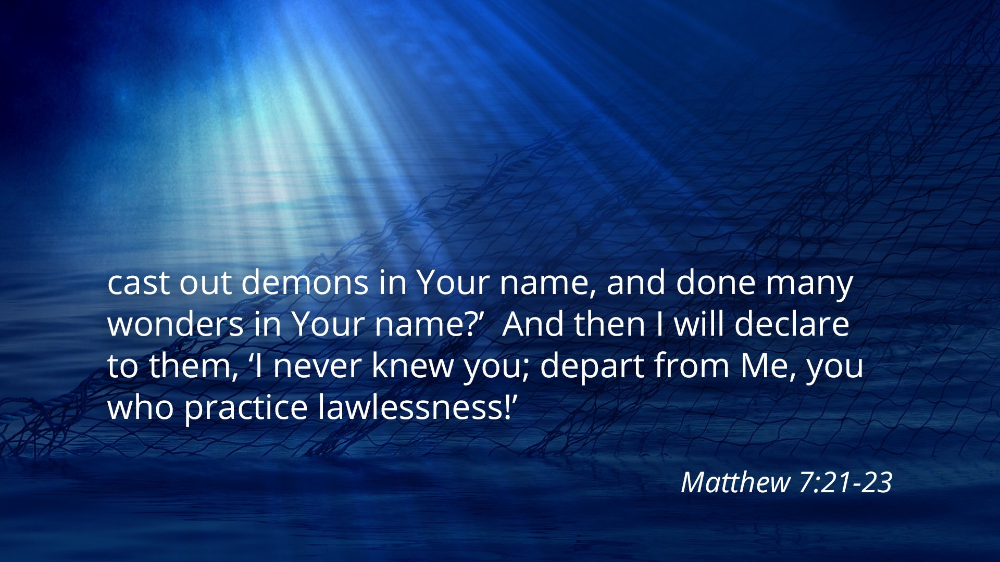 cast out demons in Your name, and done many
wonders in Your name?’  And then I will declare
to them, ‘I never knew you; depart from Me, you
who practice lawlessness!’
Matthew 7:21-23